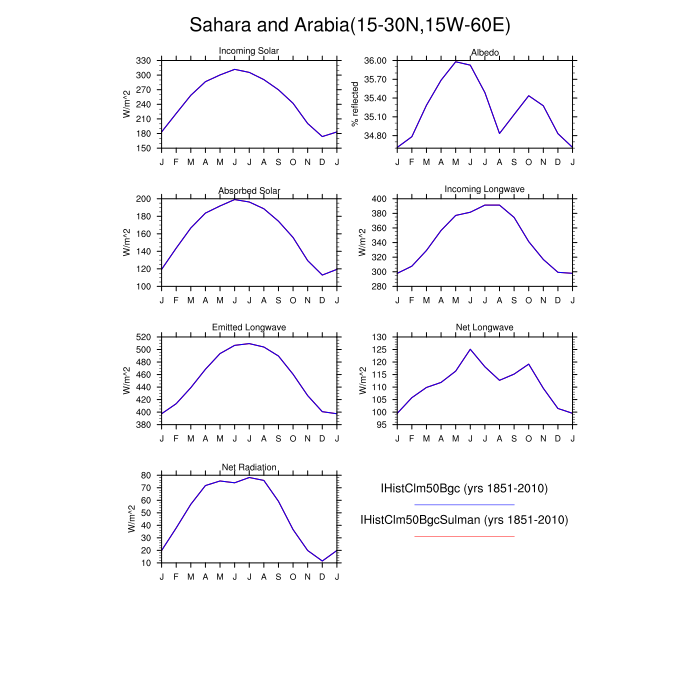 Sahara and Arabia(15-30N,15W-60E)
Incoming Solar
W/m^2
330
300
270
240
210
180
150
J F M A M J J A S O N D J
Albedo
% reflected
36.00
35.70
35.40
35.10
34.80
J F M A M J J A S O N D J
Absorbed Solar
W/m^2
200
180
160
140
120
100
J F M A M J J A S O N D J
Incoming Longwave
W/m^2
400
380
360
340
320
300
280
J F M A M J J A S O N D J
Emitted Longwave
W/m^2
520
500
480
460
440
420
400
380
J F M A M J J A S O N D J
Net Longwave
W/m^2
130
125
120
115
110
105
100
95
J F M A M J J A S O N D J
Net Radiation
W/m^2
80
70
60
50
40
30
20
10
J F M A M J J A S O N D J
IHistClm50Bgc (yrs 1851-2010)
IHistClm50BgcSulman (yrs 1851-2010)